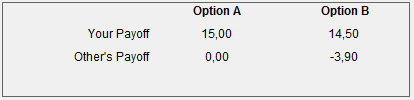 Option A Option B
Your Payoff 15,00 14,50
Other's Payoff 0,00 -3,90